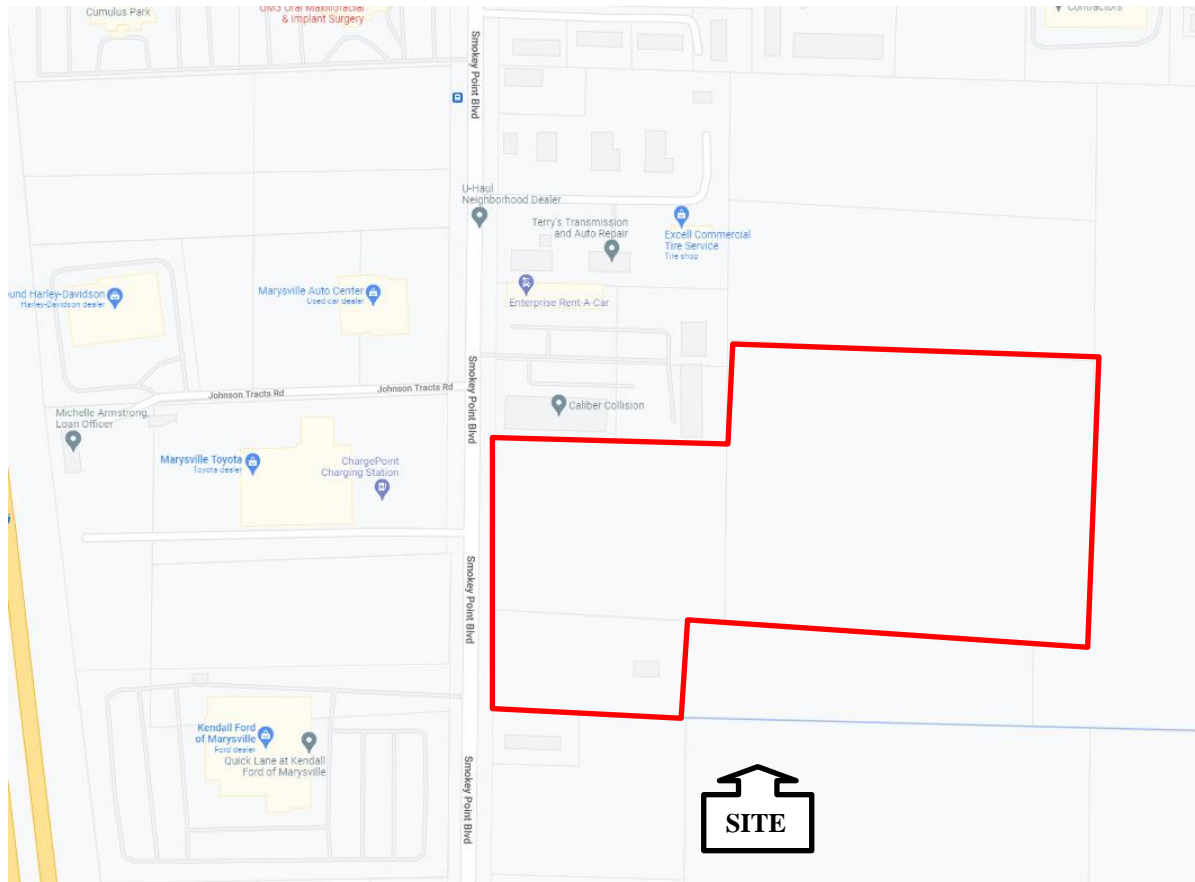 Cumulus Park
OMS Oral Maxillofacial
& Implant Surgery
Contractors
Smokey Point Blvd
U-Haul
Neighborhood Dealer
Terry's Transmission
and Auto Repair
Excell Commercial
Tire Service
Tire shop
und Harley-Davidson
Harley-Davidson dealer
Marysville Auto Center
Used car dealer
Enterprise Rent-A-Car
Smokey Point Blvd
Johnson Tracts Rd
Johnson Tracts Rd
Michelle Armstrong,
Loan Officer
Caliber Collision
Marysville Toyota
Toyota dealer
ChargePoint
Charging Station
Smokey Point Blvd
Kendall Ford
of Marysville
Ford dealer
Quick Lane at Kendall
Ford of Marysville
Smokey Point Blvd
SITE